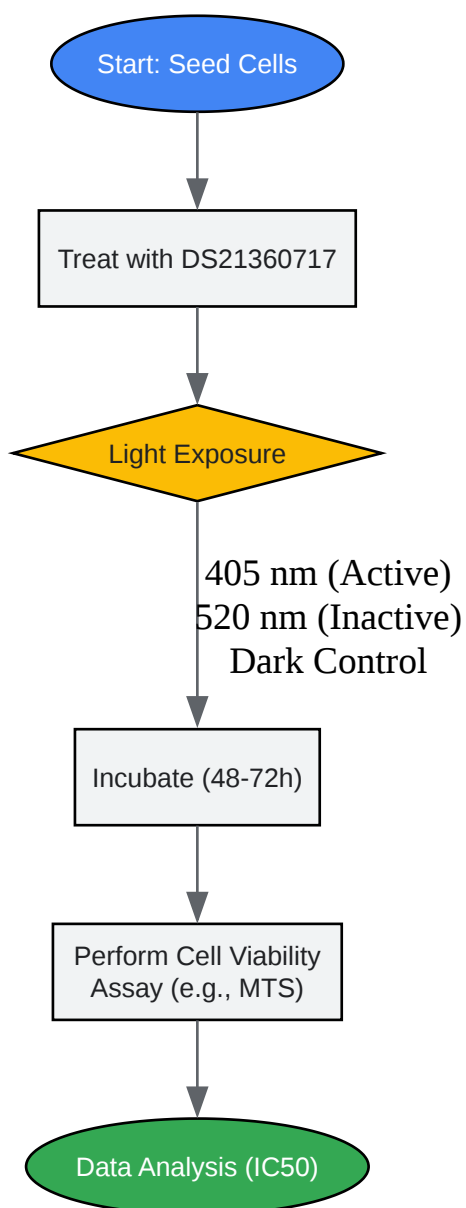 Start: Seed Cells
Treat with DS21360717
Light Exposure
405 nm (Active)
520 nm (Inactive)
Dark Control
Incubate (48-72h)
Perform Cell Viability
Assay (e.g., MTS)
Data Analysis (IC50)